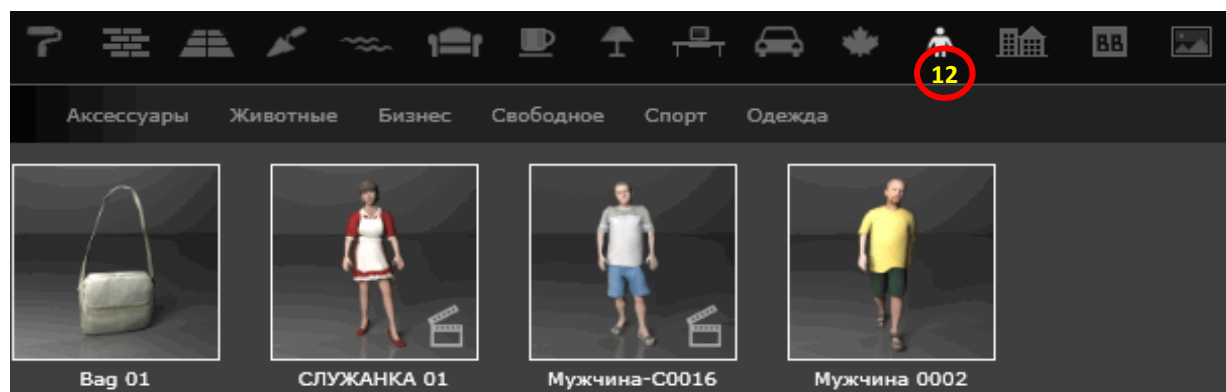 BB
12
Аксессуары Животные Бизнес Свободное Спорт Одежда
Bag 01 СЛУЖАНКА 01 Мужчина-C0016 Мужчина 0002